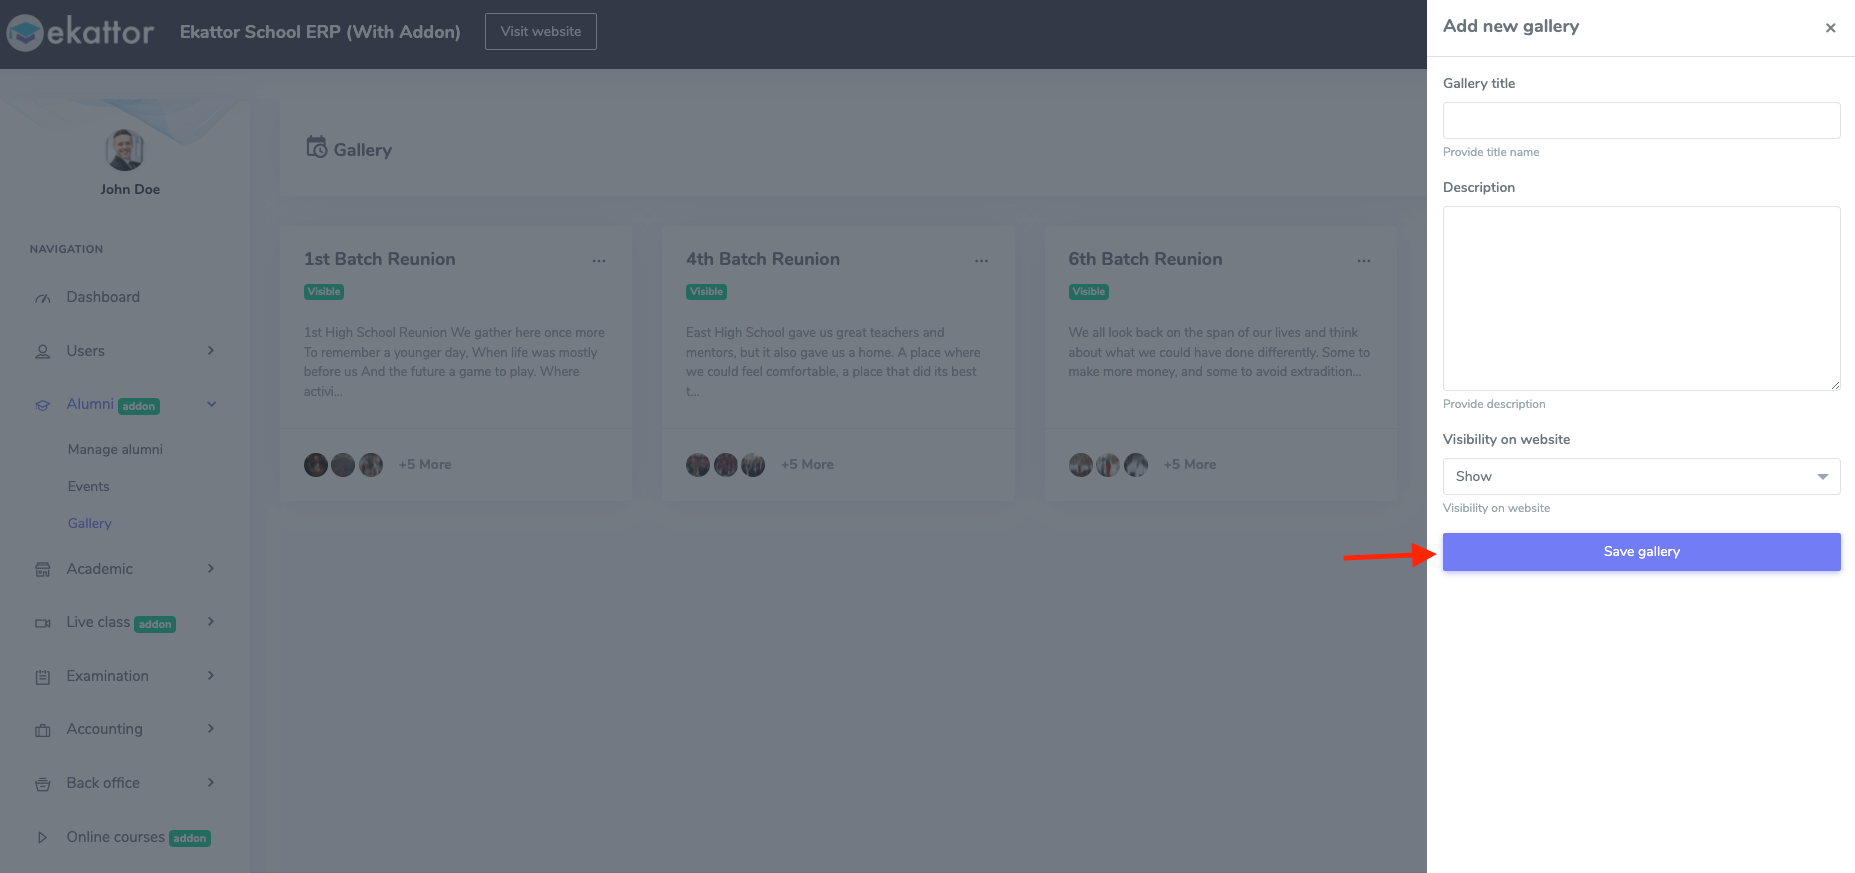 ekattor
Ekattor School ERP (With Addon)
Visit website
John Doe
NAVIGATION
Dashboard
Users
Alumni addon
Manage alumni
Events
Gallery
Academic
Live class addon
Examination
Accounting
Back office
Online courses addon
Gallery
1st Batch Reunion
...
Visible
1st High School Reunion We gather here once more
To remember a younger day, When life was mostly
before us And the future a game to play. Where
activi...
+5 More
4th Batch Reunion
...
Visible
East High School gave us great teachers and
mentors, but it also gave us a home. A place where
we could feel comfortable, a place that did its best
t...
+5 More
6th Batch Reunion
...
Visible
We all look back on the span of our lives and think
about what we could have done differently. Some to
make more money, and some to avoid extradition...
+5 More
Add new gallery
×
Gallery title
Provide title name
Description
Provide description
Visibility on website
Show
Visibility on website
Save gallery